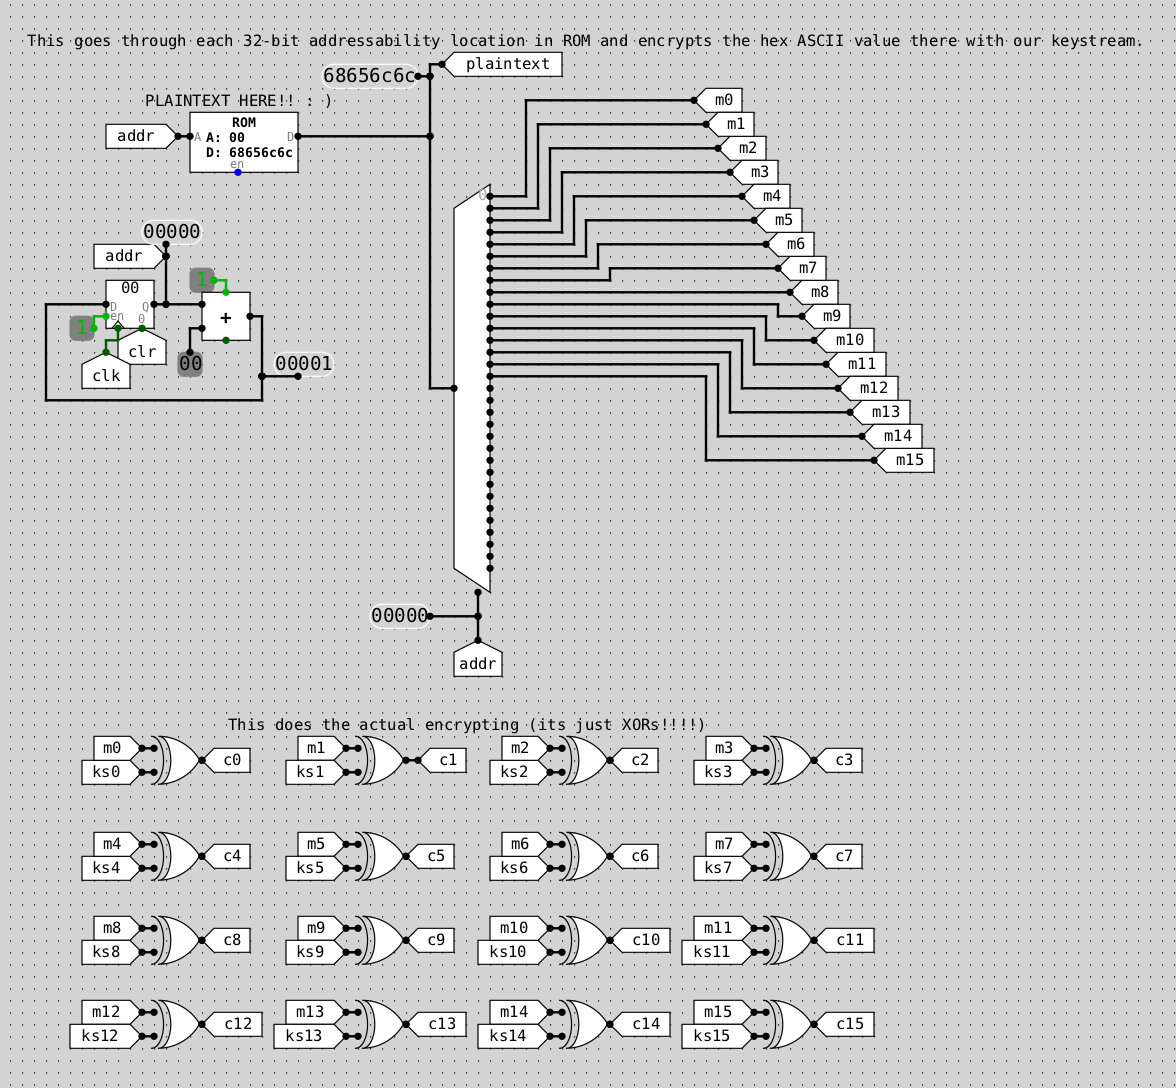 This goes through each 32-bit addressability location in ROM and encrypts the hex ASCII value there with our keystream.
plaintext
68656c6c
PLAINTEXT HERE!! : )
addr
ROM
A
A: 00
D
D: 68656c6c
en
m0
m1
m2
m3
m4
m5
m6
m7
m8
m9
m10
m11
m12
m13
m14
m15
0
00000
addr
00
1
D
Q
en
0
1
+
clr
clk
00
00001
00000
addr
This does the actual encrypting (its just XORs!!!!)
m0
ks0
c0
m1
ks1
c1
m2
ks2
c2
m3
ks3
c3
m4
ks4
c4
m5
ks5
c5
m6
ks6
c6
m7
ks7
c7
m8
ks8
c8
m9
ks9
c9
m10
ks10
c10
m11
ks11
c11
m12
ks12
c12
m13
ks13
c13
m14
ks14
c14
m15
ks15
c15